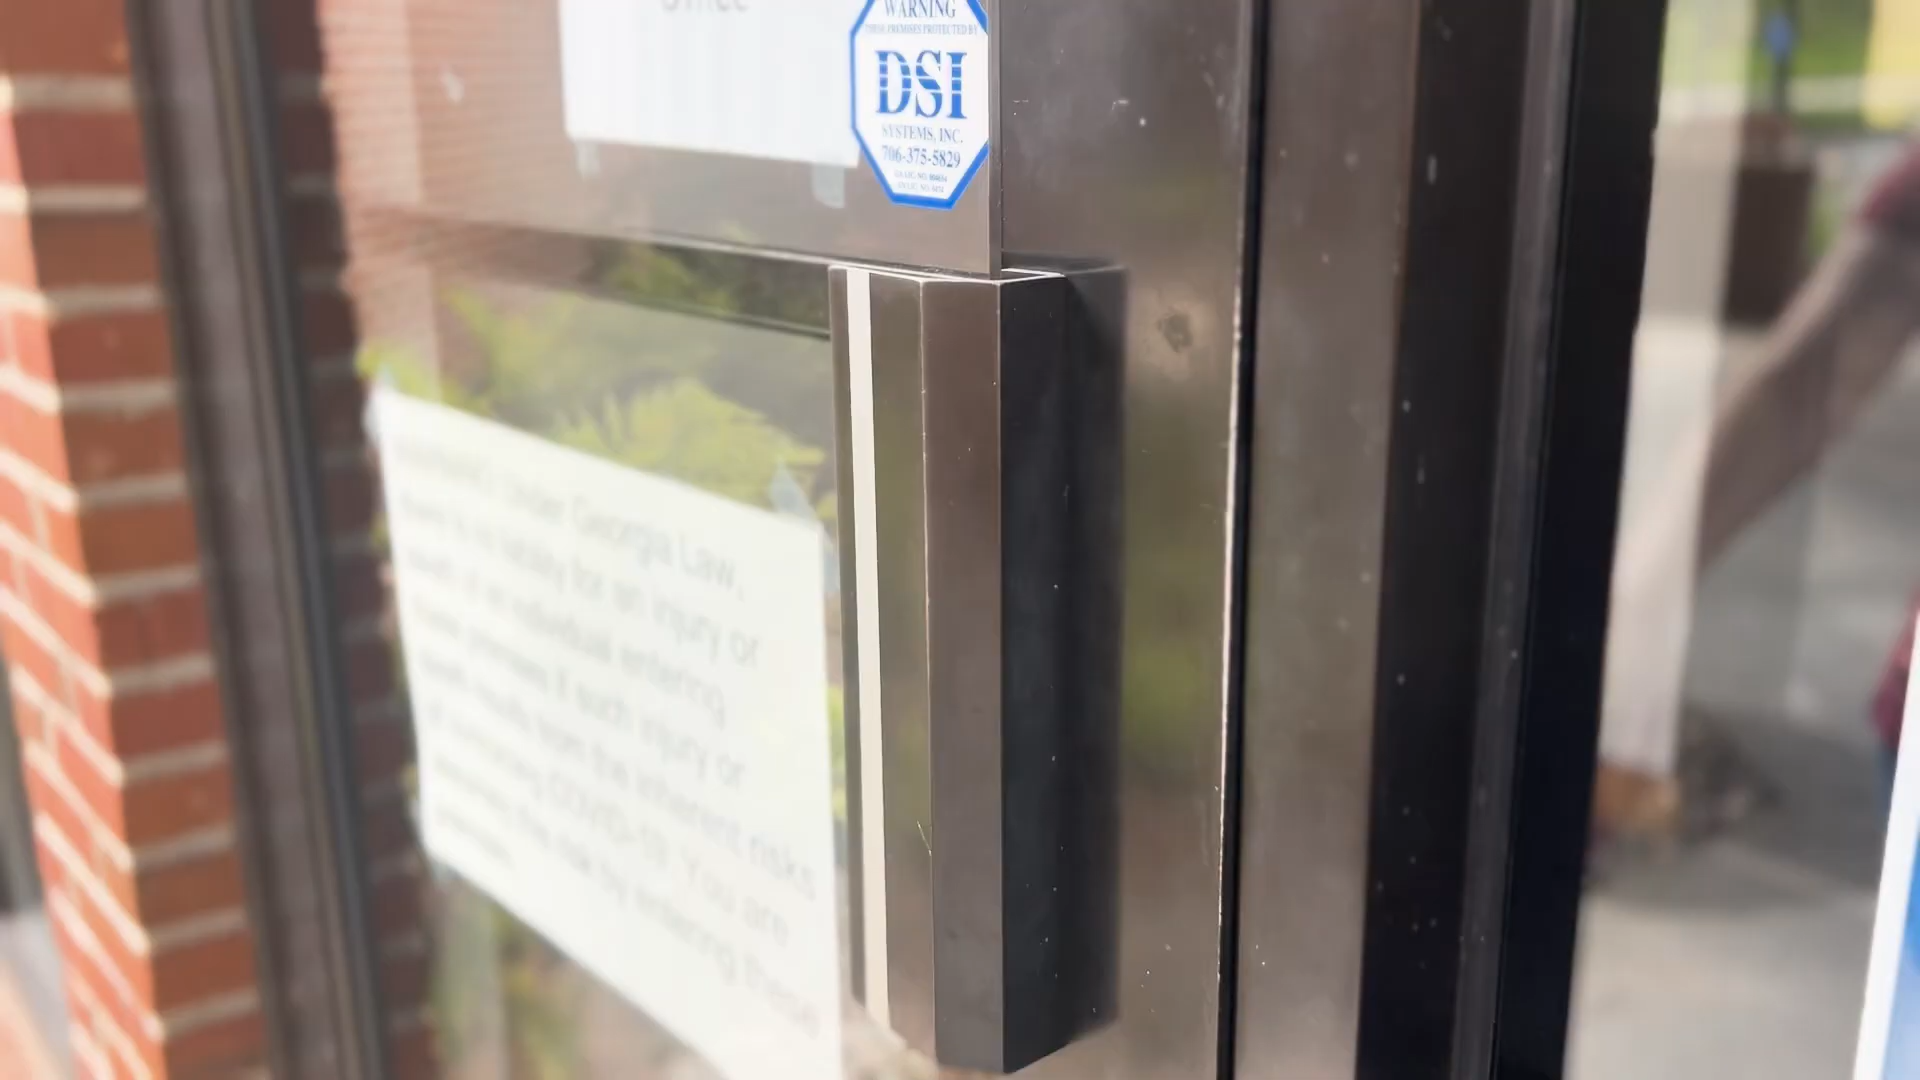 Office
WARNING
THESE PREMISES PROTECTED BY
DSI
SYSTEMS, INC.
706-375-5829
under Georgia Law,
there is no liability for an injury or
death of an individual entering
these premises if such injury or
death results from the inherent risks
of contracting COVID-19. You are
assuming this risk by entering these
premises.